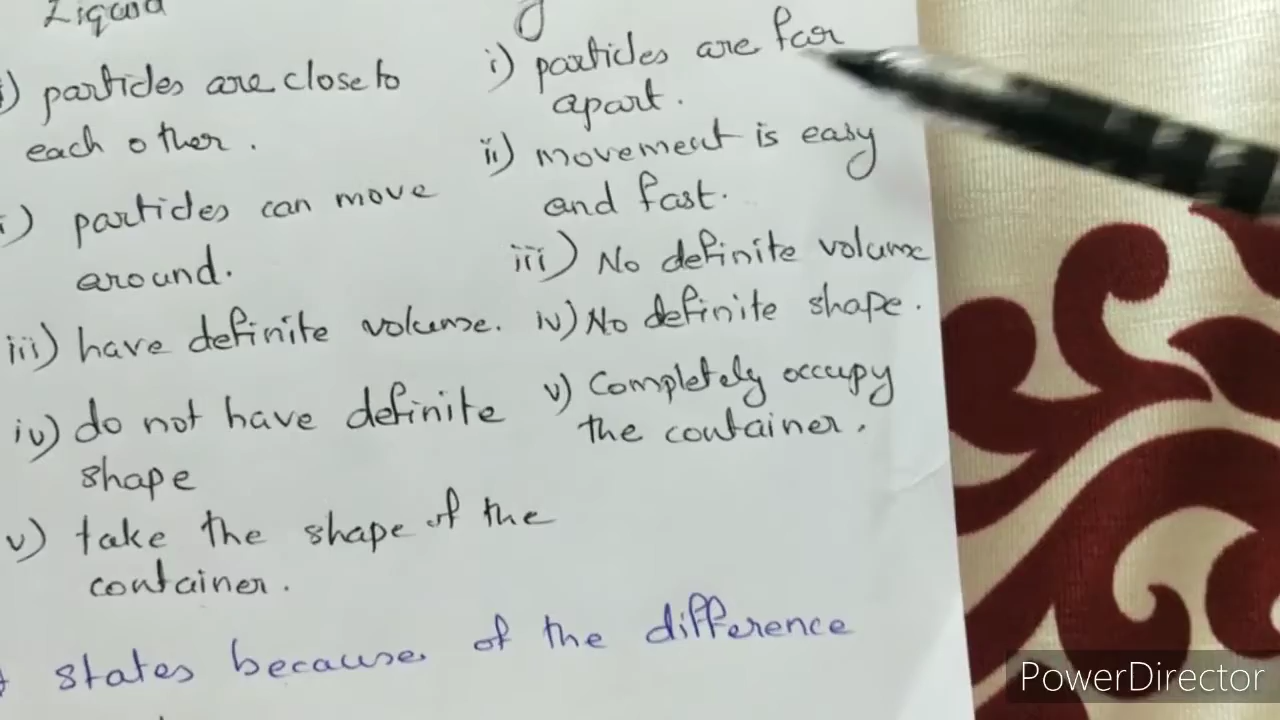 Liquid
i) particles are close to
each other.
i) particles can move
around.
iii) have definite volume.
iv) do not have definite
shape
v) take the shape of the
container.
i) particles are far
apart.
ii) movement is easy
and fast.
iii) No definite volume
iv) No definite shape.
v) Completely occupy
the container.
states because of the difference
PowerDirector